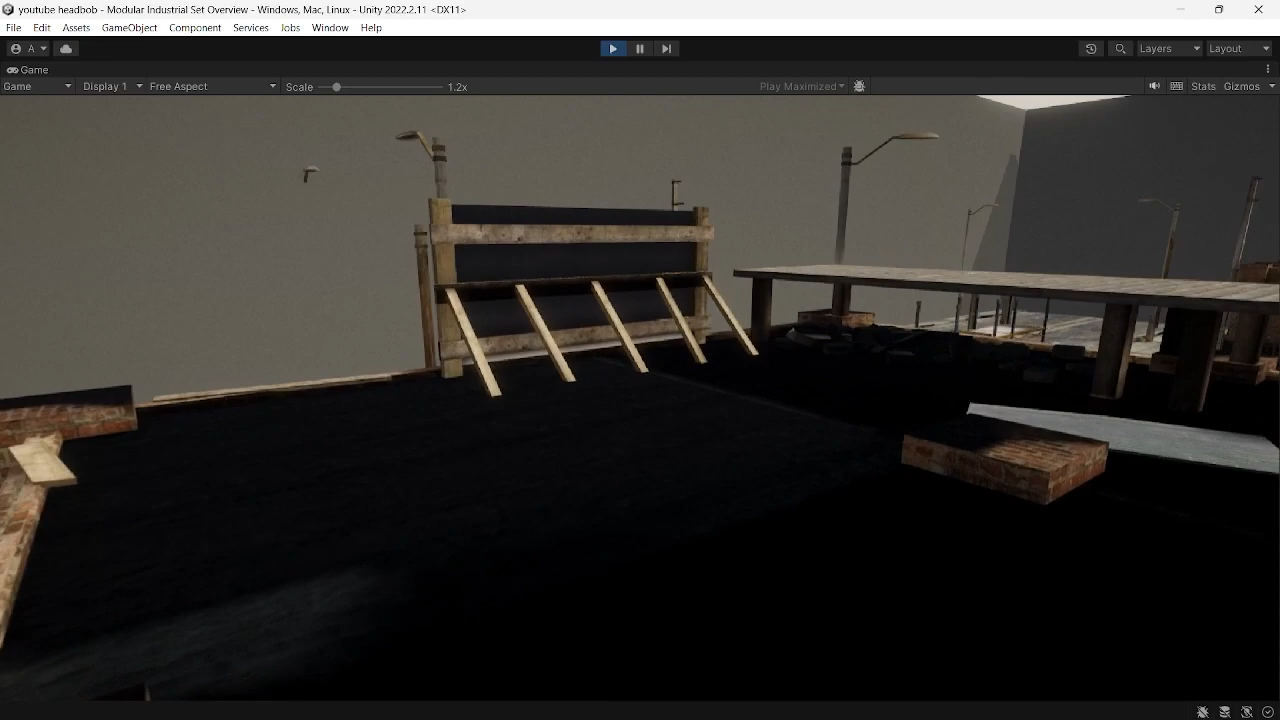 youtube headbob - Modular Industrial Set Overview - Windows, Mac, Linux - Unity 2022.2.11 <DX11>
File Edit Assets GameObject Component Services Jobs Window Help
A Layers Layout
Game
Game Display 1 Free Aspect Scale 1.2x Play Maximized Stats Gizmos